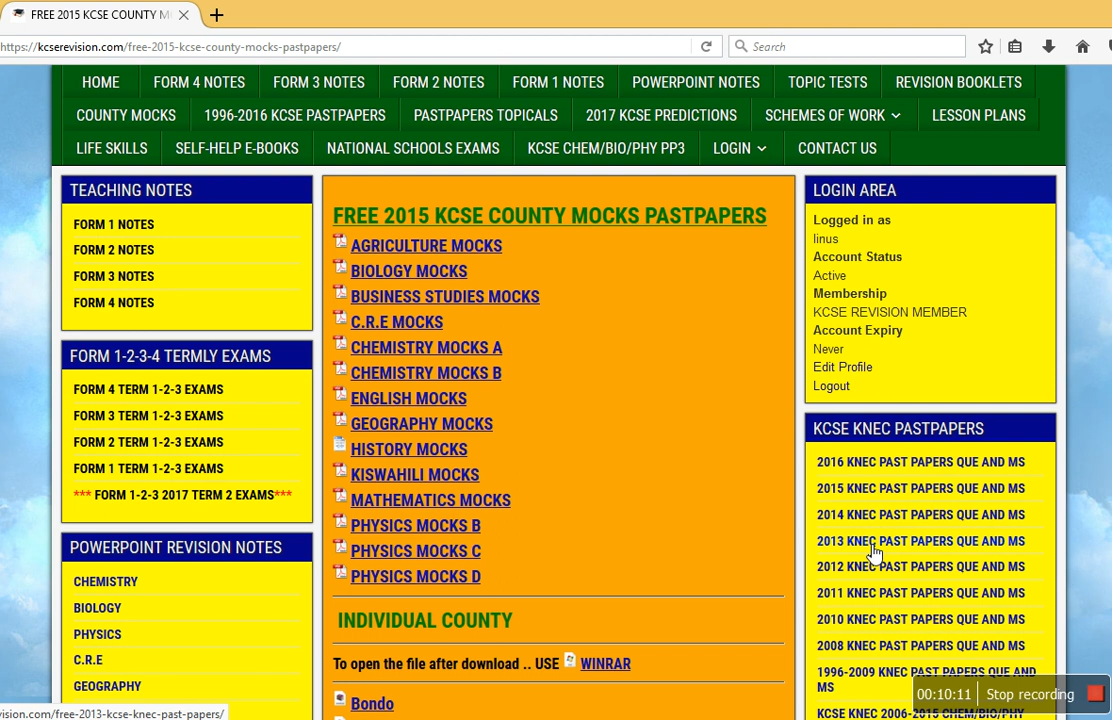 FREE 2015 KCSE COUNTY M
https://kcserevision.com/free-2015-kcse-county-mocks-pastpapers/
Search
HOME
FORM 4 NOTES
FORM 3 NOTES
FORM 2 NOTES
FORM 1 NOTES
POWERPOINT NOTES
TOPIC TESTS
REVISION BOOKLETS
COUNTY MOCKS
1996-2016 KCSE PASTPAPERS
PASTPAPERS TOPICALS
2017 KCSE PREDICTIONS
SCHEMES OF WORK
LESSON PLANS
LIFE SKILLS
SELF-HELP E-BOOKS
NATIONAL SCHOOLS EXAMS
KCSE CHEM/BIO/PHY PP3
LOGIN
CONTACT US
TEACHING NOTES
FORM 1 NOTES
FORM 2 NOTES
FORM 3 NOTES
FORM 4 NOTES
FORM 1-2-3-4 TERMLY EXAMS
FORM 4 TERM 1-2-3 EXAMS
FORM 3 TERM 1-2-3 EXAMS
FORM 2 TERM 1-2-3 EXAMS
FORM 1 TERM 1-2-3 EXAMS
*** FORM 1-2-3 2017 TERM 2 EXAMS***
POWERPOINT REVISION NOTES
CHEMISTRY
BIOLOGY
PHYSICS
C.R.E
GEOGRAPHY
FREE 2015 KCSE COUNTY MOCKS PASTPAPERS
AGRICULTURE MOCKS
BIOLOGY MOCKS
BUSINESS STUDIES MOCKS
C.R.E MOCKS
CHEMISTRY MOCKS A
CHEMISTRY MOCKS B
ENGLISH MOCKS
GEOGRAPHY MOCKS
HISTORY MOCKS
KISWAHILI MOCKS
MATHEMATICS MOCKS
PHYSICS MOCKS B
PHYSICS MOCKS C
PHYSICS MOCKS D
INDIVIDUAL COUNTY
To open the file after download .. USE WINRAR
Bondo
LOGIN AREA
Logged in as
linus
Account Status
Active
Membership
KCSE REVISION MEMBER
Account Expiry
Never
Edit Profile
Logout
KCSE KNEC PASTPAPERS
2016 KNEC PAST PAPERS QUE AND MS
2015 KNEC PAST PAPERS QUE AND MS
2014 KNEC PAST PAPERS QUE AND MS
2013 KNEC PAST PAPERS QUE AND MS
2012 KNEC PAST PAPERS QUE AND MS
2011 KNEC PAST PAPERS QUE AND MS
2010 KNEC PAST PAPERS QUE AND MS
2008 KNEC PAST PAPERS QUE AND MS
1996-2009 KNEC PAST PAPERS QUE AND
MS
KCSE KNEC 2006-2015 CHEM/BIO/PHY
00:10:11
Stop recording
vision.com/free-2013-kcse-knec-past-papers/